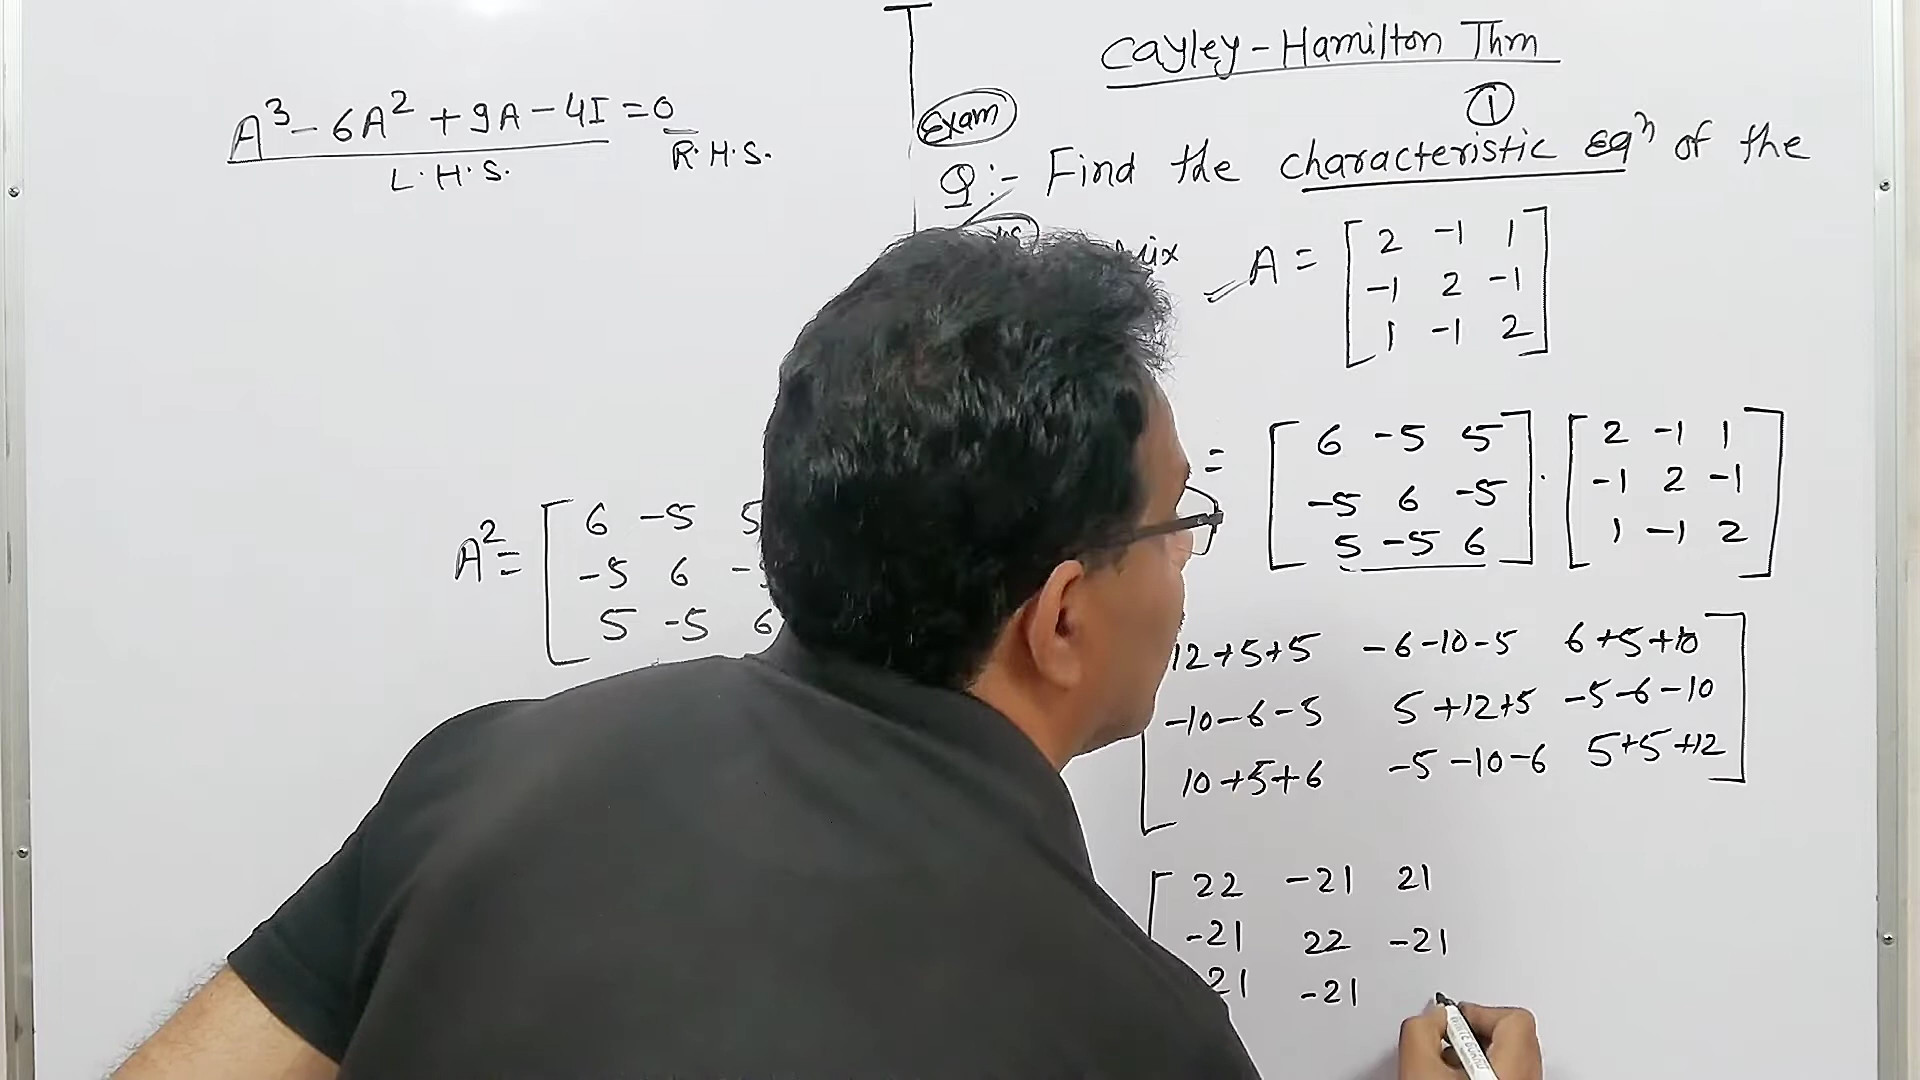 A³ - 6A² + 9A - 4I = 0
L.H.S. R.H.S.
A² = [ 6 -5 5
-5 6 -5
5 -5 6
Cayley-Hamilton Thm
①
Exam
Q:- Find the characteristic Eqⁿ of the
A = [ 2 -1 1 ]
[ -1 2 -1 ]
[ 1 -1 2 ]
= [ 6 -5 5 ] . [ 2 -1 1 ]
[ -5 6 -5 ] [ -1 2 -1 ]
[ 5 -5 6 ] [ 1 -1 2 ]
12+5+5 -6-10-5 6+5+10 ]
-10-6-5 5+12+5 -5-6-10 ]
10+5+6 -5-10-6 5+5+12 ]
[ 22 -21 21
-21 22 -21
21 -21